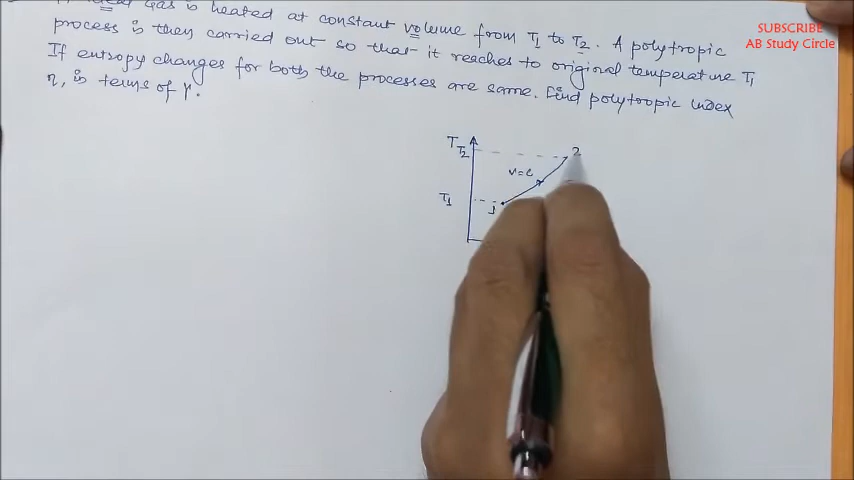 ideal gas is heated at constant volume from T1 to T2. A polytropic
process is then carried out so that it reaches to original temperature T1
If entropy changes for both the processes are same. Find polytropic index
n, in terms of γ.
SUBSCRIBE
AB Study Circle
T
T2
2
v=c
T1
1